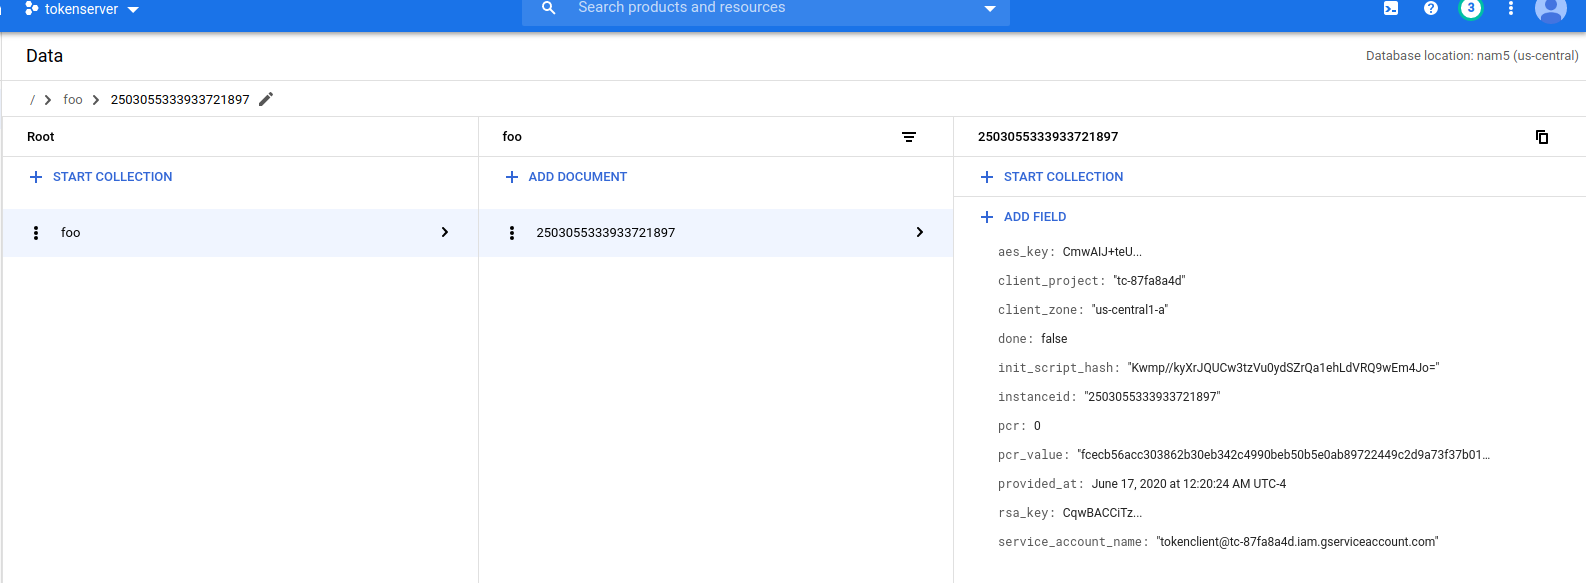 tokenserver
Search products and resources
3
Data
Database location: nam5 (us-central)
/ > foo > 2503055333933721897
Root
START COLLECTION
foo
foo
ADD DOCUMENT
2503055333933721897
2503055333933721897
START COLLECTION
ADD FIELD
aes_key: CmwAIJ+teU...
client_project: "tc-87fa8a4d"
client_zone: "us-central1-a"
done: false
init_script_hash: "Kwmp//kyXrJQUCw3tzVu0ydSZrQa1ehLdVRQ9wEm4Jo="
instanceid: "2503055333933721897"
pcr: 0
pcr_value: "fcecb56acc303862b30eb342c4990beb50b5e0ab89722449c2d9a73f37b01...
provided_at: June 17, 2020 at 12:20:24 AM UTC-4
rsa_key: CqwBACCiTz...
service_account_name: "tokenclient@tc-87fa8a4d.iam.gserviceaccount.com"